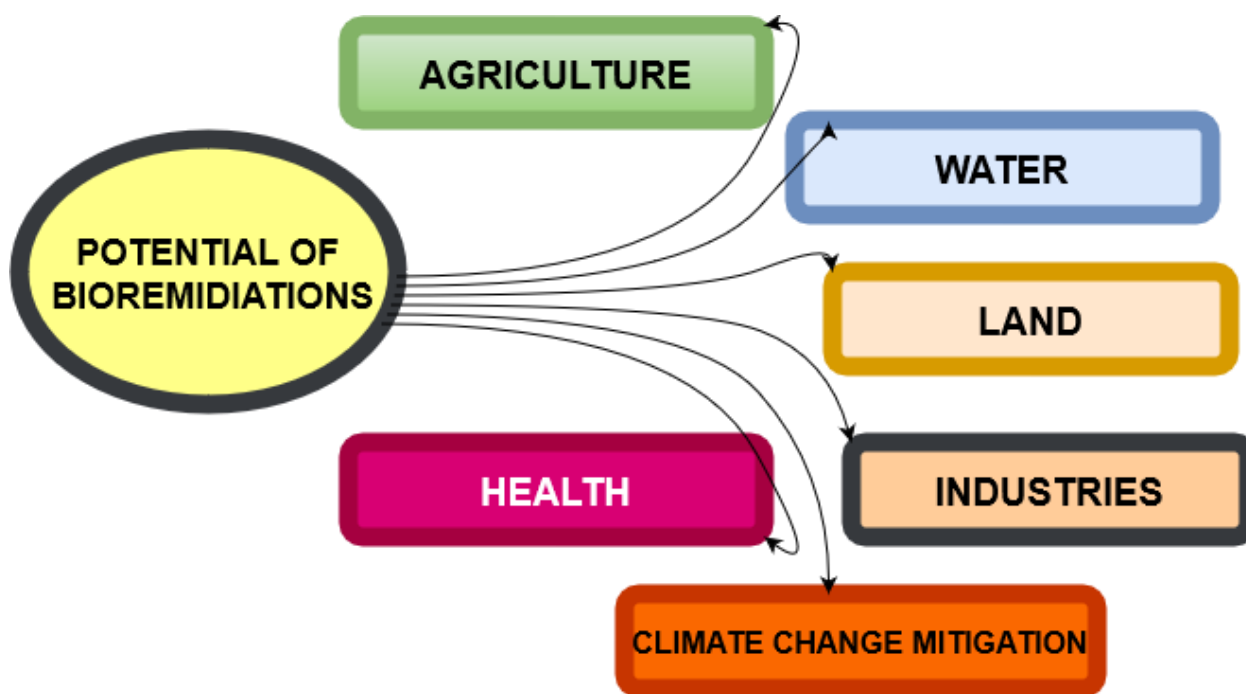 AGRICULTURE
WATER
POTENTIAL OF
BIOREMIDIATIONS
LAND
HEALTH
INDUSTRIES
CLIMATE CHANGE MITIGATION